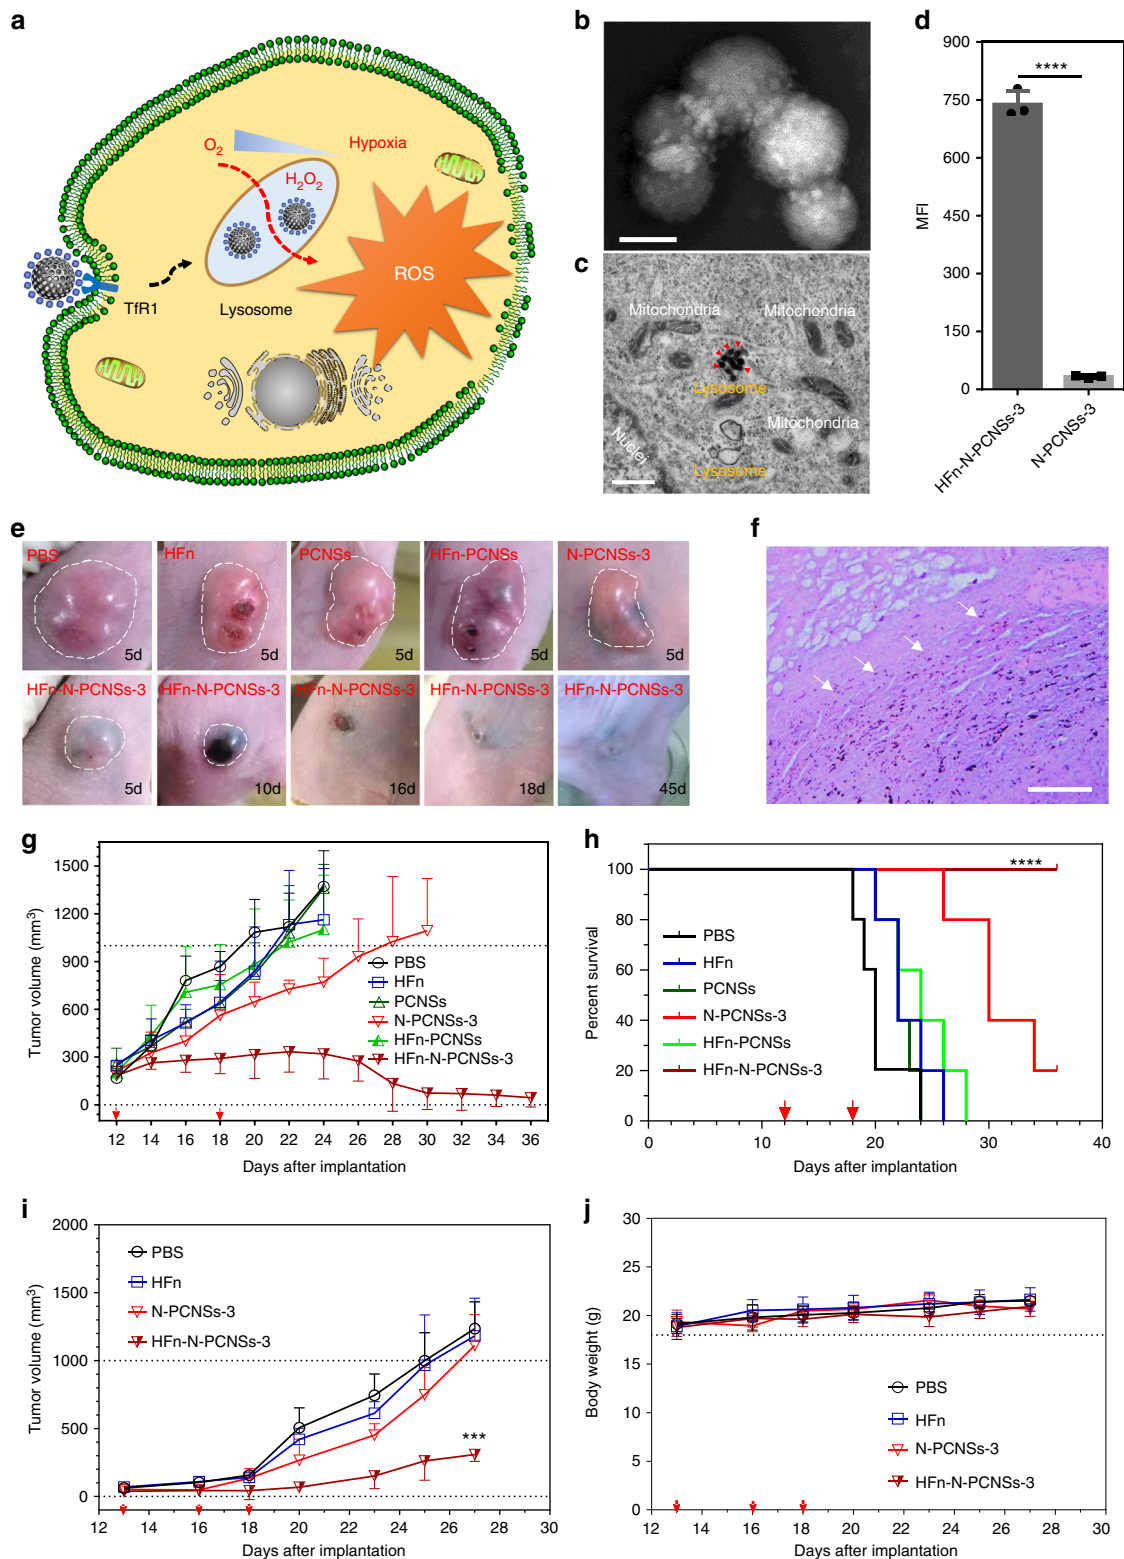 a
O2
Hypoxia
H2O2
ROS
TfR1
Lysosome
b
c
Mitochondria
Mitochondria
Lysosome
Mitochondria
Nuclei
Lysosome
d
900
750
600
450
300
150
0
MFI
****
HFn-N-PCNSs-3
N-PCNSs-3
e
PBS
5d
HFn
5d
PCNSs
5d
HFn-PCNSs
5d
N-PCNSs-3
5d
HFn-N-PCNSs-3
5d
HFn-N-PCNSs-3
10d
HFn-N-PCNSs-3
16d
HFn-N-PCNSs-3
18d
HFn-N-PCNSs-3
45d
f
g
1500
1200
900
600
300
0
Tumor volume (mm3)
PBS
HFn
PCNSs
N-PCNSs-3
HFn-PCNSs
HFn-N-PCNSs-3
12 14 16 18 20 22 24 26 28 30 32 34 36
Days after implantation
h
100
80
60
40
20
0
Percent survival
****
PBS
HFn
PCNSs
N-PCNSs-3
HFn-PCNSs
HFn-N-PCNSs-3
0 10 20 30 40
Days after implantation
i
2000
1500
1000
500
0
Tumor volume (mm3)
PBS
HFn
N-PCNSs-3
HFn-N-PCNSs-3
***
12 14 16 18 20 22 24 26 28 30
Days after implantation
j
30
25
20
15
10
5
0
Body weight (g)
PBS
HFn
N-PCNSs-3
HFn-N-PCNSs-3
12 14 16 18 20 22 24 26 28 30
Days after implantation